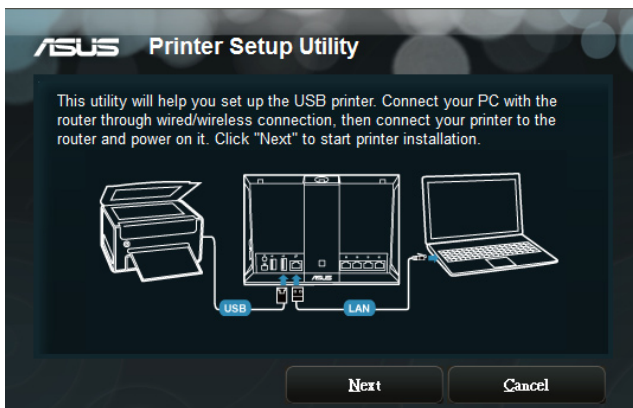 ASUS Printer Setup Utility
This utility will help you set up the USB printer. Connect your PC with the
router through wired/wireless connection, then connect your printer to the
router and power on it. Click "Next" to start printer installation.
ASUS
USB
LAN
Next
Cancel